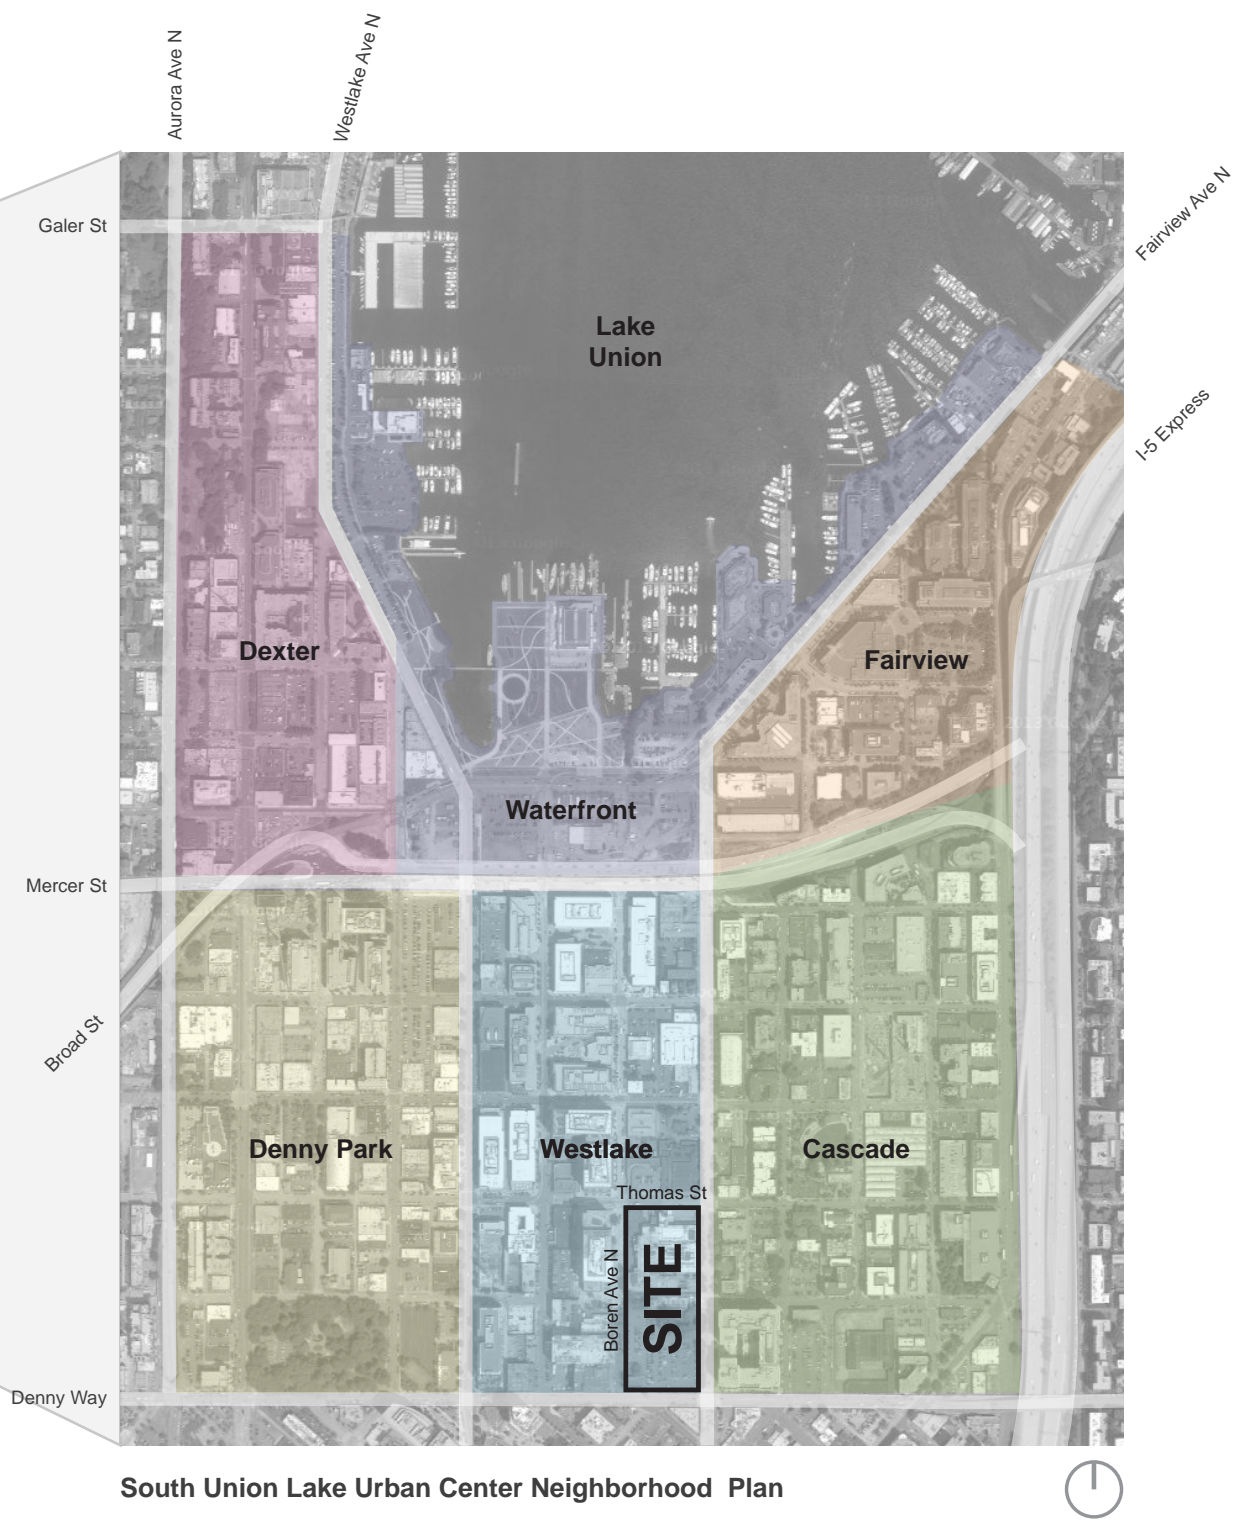 Aurora Ave N
Westlake Ave N
Fairview Ave N
Galer St
Lake
Union
I-5 Express
Dexter
Fairview
Waterfront
Mercer St
Broad St
Denny Park
Westlake
Cascade
Thomas St
Boren Ave N
SITE
Denny Way
South Union Lake Urban Center Neighborhood Plan